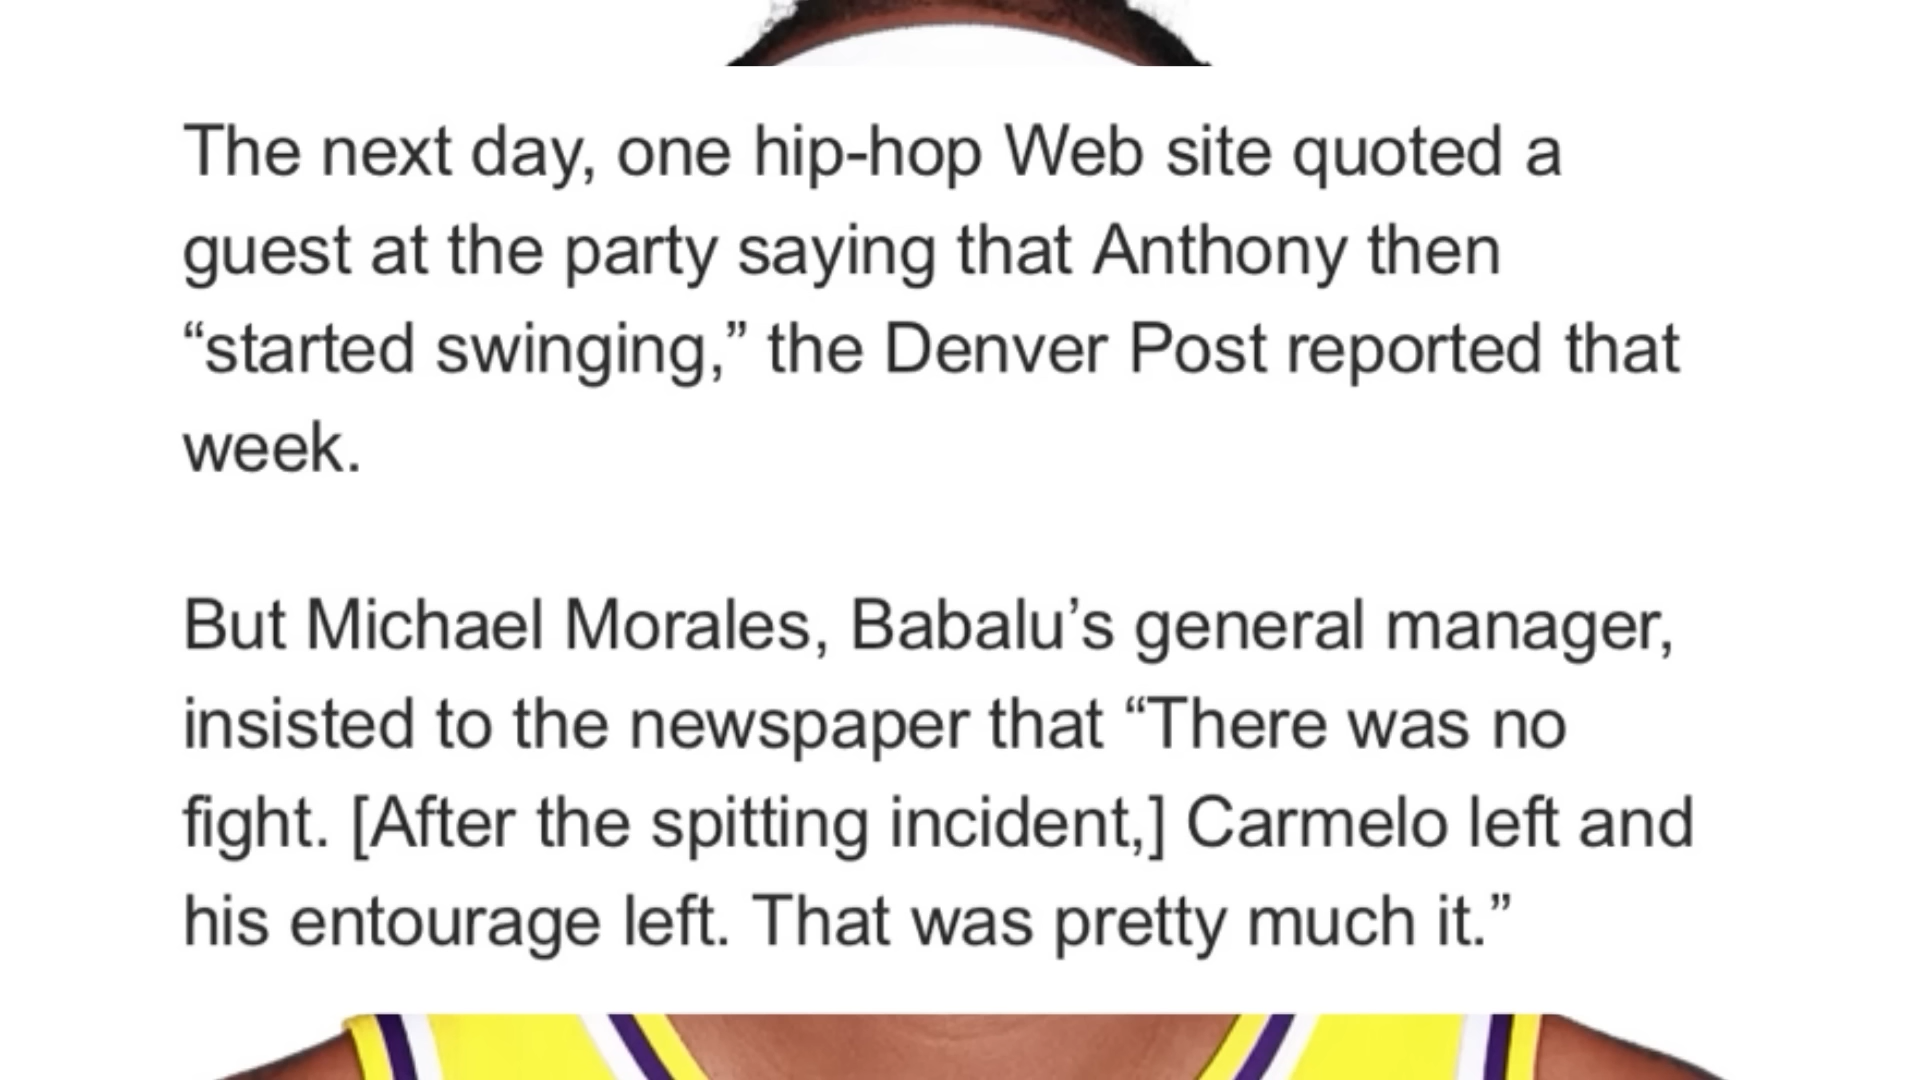 The next day, one hip-hop Web site quoted a
guest at the party saying that Anthony then
“started swinging,” the Denver Post reported that
week.
But Michael Morales, Babalu’s general manager,
insisted to the newspaper that “There was no
fight. [After the spitting incident,] Carmelo left and
his entourage left. That was pretty much it.”